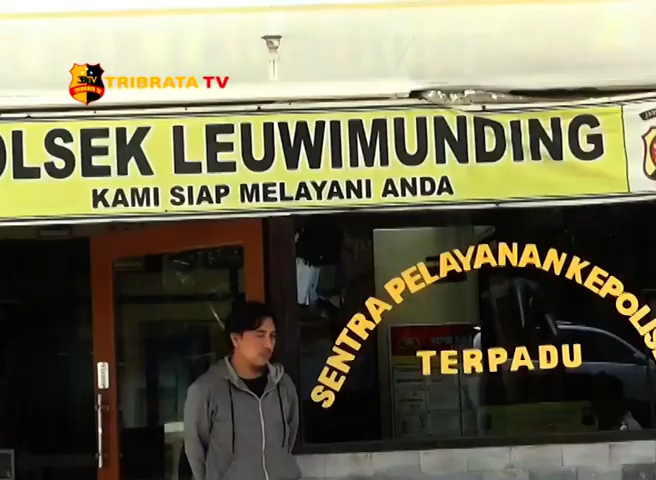 TRIBRATA TV
OLSEK LEUWIMUNDING
KAMI SIAP MELAYANI ANDA
SENTRA PELAYANAN KEPOLIS
TERPADU